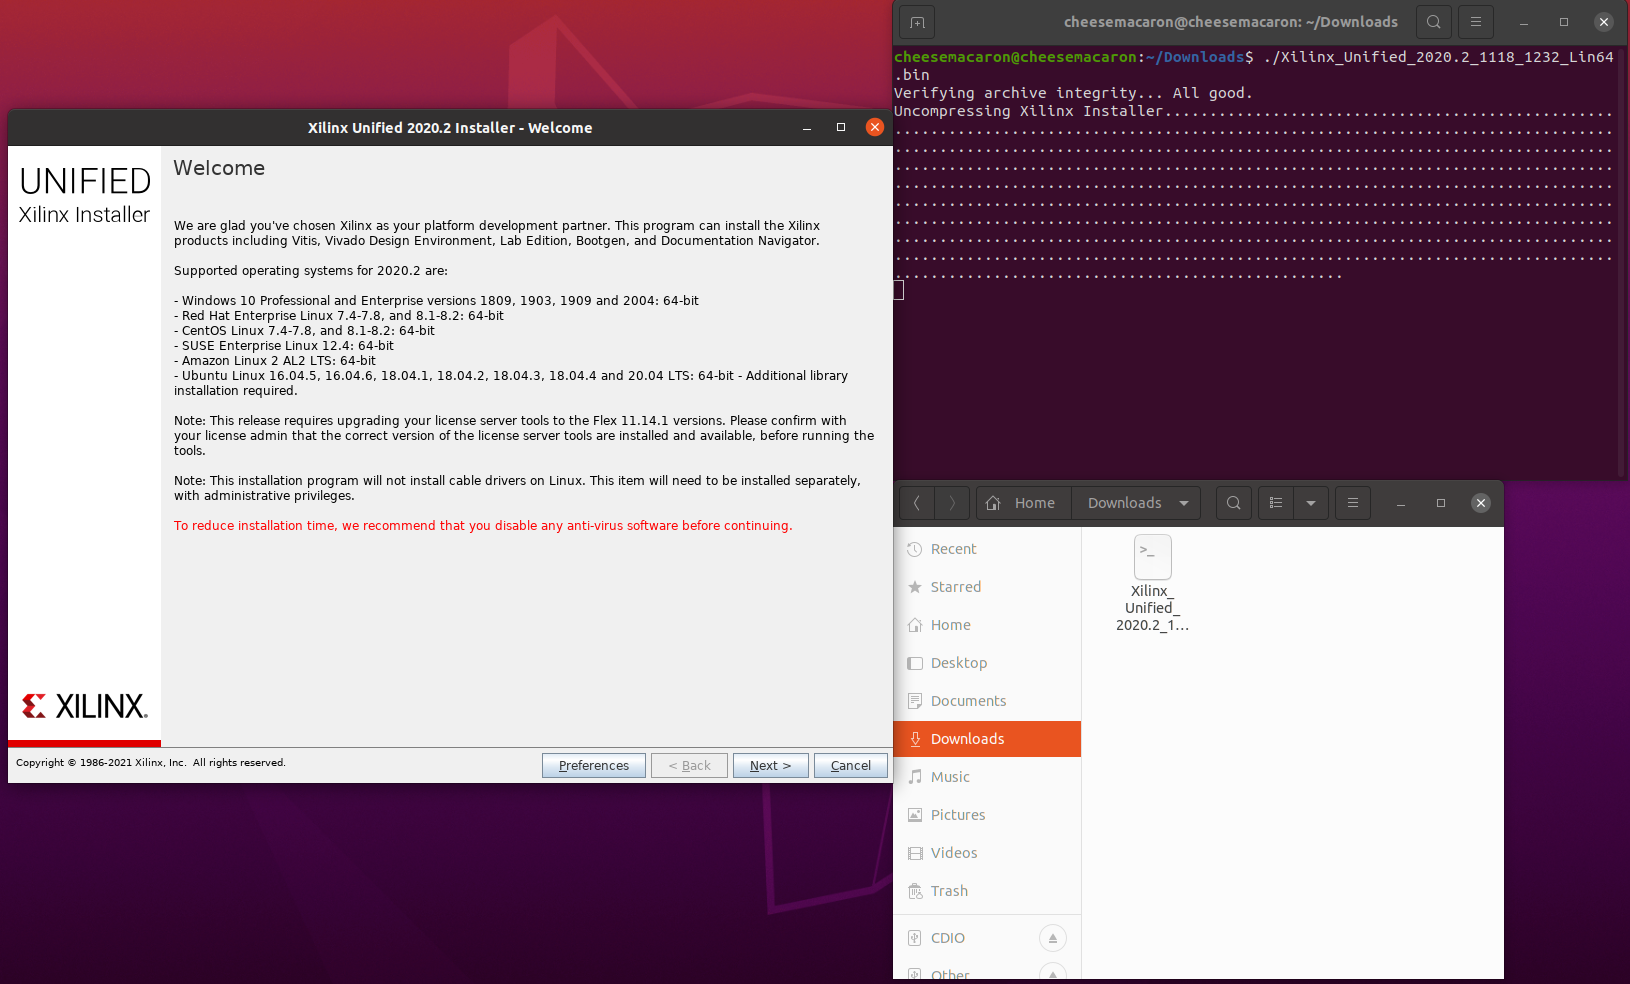 Xilinx Unified 2020.2 Installer - Welcome
UNIFIED
Xilinx Installer
XILINX.
Welcome
We are glad you've chosen Xilinx as your platform development partner. This program can install the Xilinx
products including Vitis, Vivado Design Environment, Lab Edition, Bootgen, and Documentation Navigator.
Supported operating systems for 2020.2 are:
- Windows 10 Professional and Enterprise versions 1809, 1903, 1909 and 2004: 64-bit
- Red Hat Enterprise Linux 7.4-7.8, and 8.1-8.2: 64-bit
- CentOS Linux 7.4-7.8, and 8.1-8.2: 64-bit
- SUSE Enterprise Linux 12.4: 64-bit
- Amazon Linux 2 AL2 LTS: 64-bit
- Ubuntu Linux 16.04.5, 16.04.6, 18.04.1, 18.04.2, 18.04.3, 18.04.4 and 20.04 LTS: 64-bit - Additional library
installation required.
Note: This release requires upgrading your license server tools to the Flex 11.14.1 versions. Please confirm with
your license admin that the correct version of the license server tools are installed and available, before running the
tools.
Note: This installation program will not install cable drivers on Linux. This item will need to be installed separately,
with administrative privileges.
To reduce installation time, we recommend that you disable any anti-virus software before continuing.
Copyright © 1986-2021 Xilinx, Inc. All rights reserved.
Preferences
< Back
Next >
Cancel
cheesemacaron@cheesemacaron: ~/Downloads
cheesemacaron@cheesemacaron:~/Downloads$ ./Xilinx_Unified_2020.2_1118_1232_Lin64
.bin
Verifying archive integrity... All good.
Uncompressing Xilinx Installer..................................................
................................................................................
................................................................................
................................................................................
................................................................................
................................................................................
................................................................................
................................................................................
................................................................................
..................................................
Home
Downloads
Recent
Starred
Home
Desktop
Documents
Downloads
Music
Pictures
Videos
Trash
CDIO
Other
>_
Xilinx_
Unified_
2020.2_1...